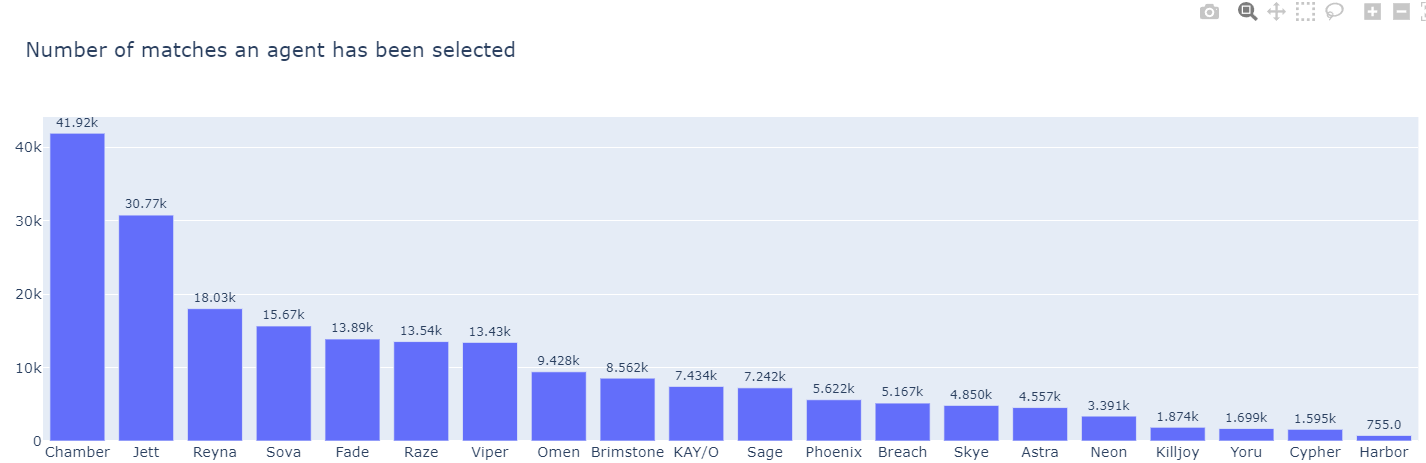 Number of matches an agent has been selected
40k
30k
20k
10k
0
41.92k
30.77k
18.03k
15.67k
13.89k
13.54k
13.43k
9.428k
8.562k
7.434k
7.242k
5.622k
5.167k
4.850k
4.557k
3.391k
1.874k
1.699k
1.595k
755.0
Chamber Jett Reyna Sova Fade Raze Viper Omen Brimstone KAY/O Sage Phoenix Breach Skye Astra Neon Killjoy Yoru Cypher Harbor